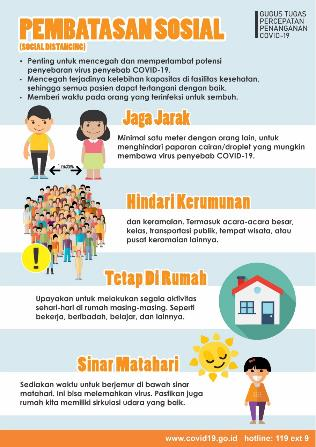 PEMBATASAN SOSIAL
(SOCIAL DISTANCING)
GUGUS TUGAS
PERCEPATAN
PENANGANAN
COVID-19
• Penting untuk mencegah dan mempertambat potensi
penyebaran virus penyebab COVID-19.
• Mencegah terjadinya kelebihan kapasitas di fasilitas kesehatan,
sehingga semua pasien dapat tertangani dengan baik.
• Memberi waktu pada orang yang terinfeksi untuk sembuh.
Jaga Jarak
Minimal satu meter dengan orang lain, untuk
menghindari paparan cairan/droplet yang mungkin
membawa virus penyebab COVID-19.
Hindari Kerumunan
dan keramaian. Termasuk acara-acara besar,
kelas, transportasi publik, tempat wisata, atau
pusat keramaian lainnya.
!
Tetap Di Rumah
Upayakan untuk melakukan segala aktivitas
sehari-hari di rumah masing-masing. Seperti
bekerja, beribadah, belajar, dan lainnya.
Sinar Matahari
Sediakan waktu untuk berjemur di bawah sinar
matahari. Ini bisa melemahkan virus. Pastikan juga
rumah kita memiliki sirkulasi udara yang baik.
www.covid19.go.id hotline: 119 ext 9